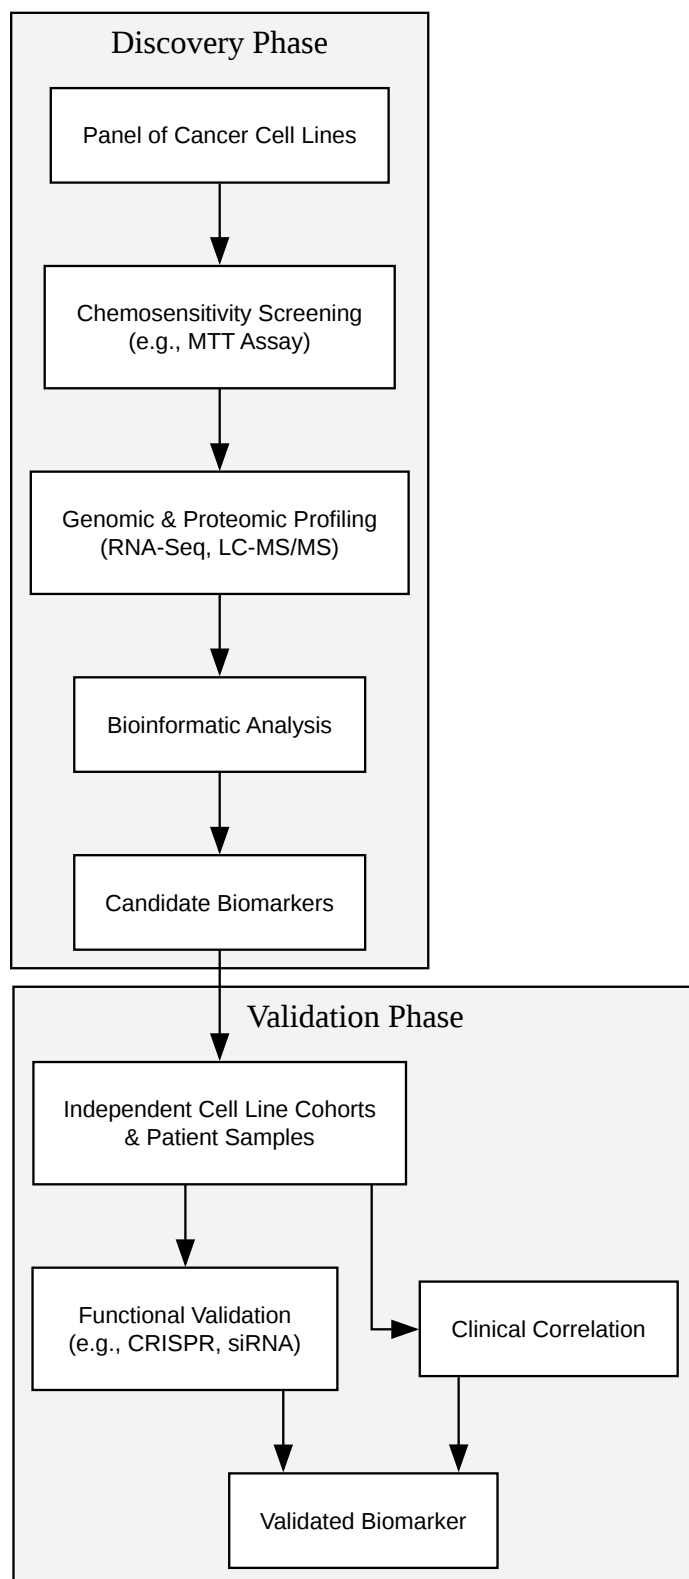 Discovery Phase
Panel of Cancer Cell Lines
Chemosensitivity Screening
(e.g., MTT Assay)
Genomic & Proteomic Profiling
(RNA-Seq, LC-MS/MS)
Bioinformatic Analysis
Candidate Biomarkers
Validation Phase
Independent Cell Line Cohorts
& Patient Samples
Functional Validation
(e.g., CRISPR, siRNA)
Clinical Correlation
Validated Biomarker